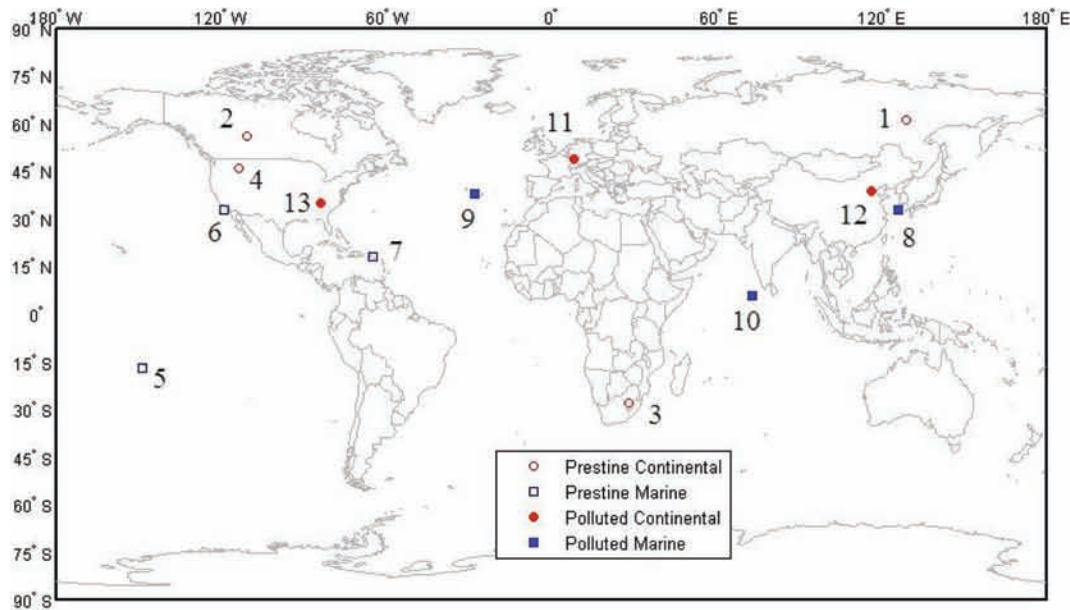 180° W 120° W 60° W 0° 60° E 120° E 180° E
90° N
75° N
60° N
45° N
30° N
15° N
0°
15° S
30° S
45° S
60° S
75° S
90° S
2
11
1
4
13
9
12
8
6
7
10
5
3
Prestine Continental
Prestine Marine
Polluted Continental
Polluted Marine